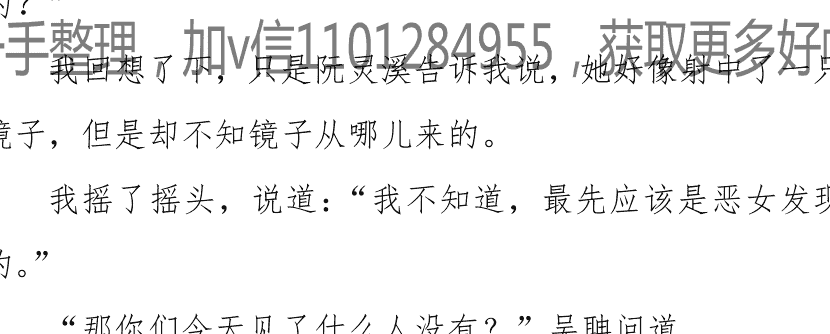 的？”
一手整理，加v信1101284955，获取更多好
我回想了下，只是阮灵溪告诉我说，她好像射中了一只
镜子，但是却不知镜子从哪儿来的。
我摇了摇头，说道：“我不知道，最先应该是恶女发现
的。”
“那你们今天见了什么人没有？”吴聃问道